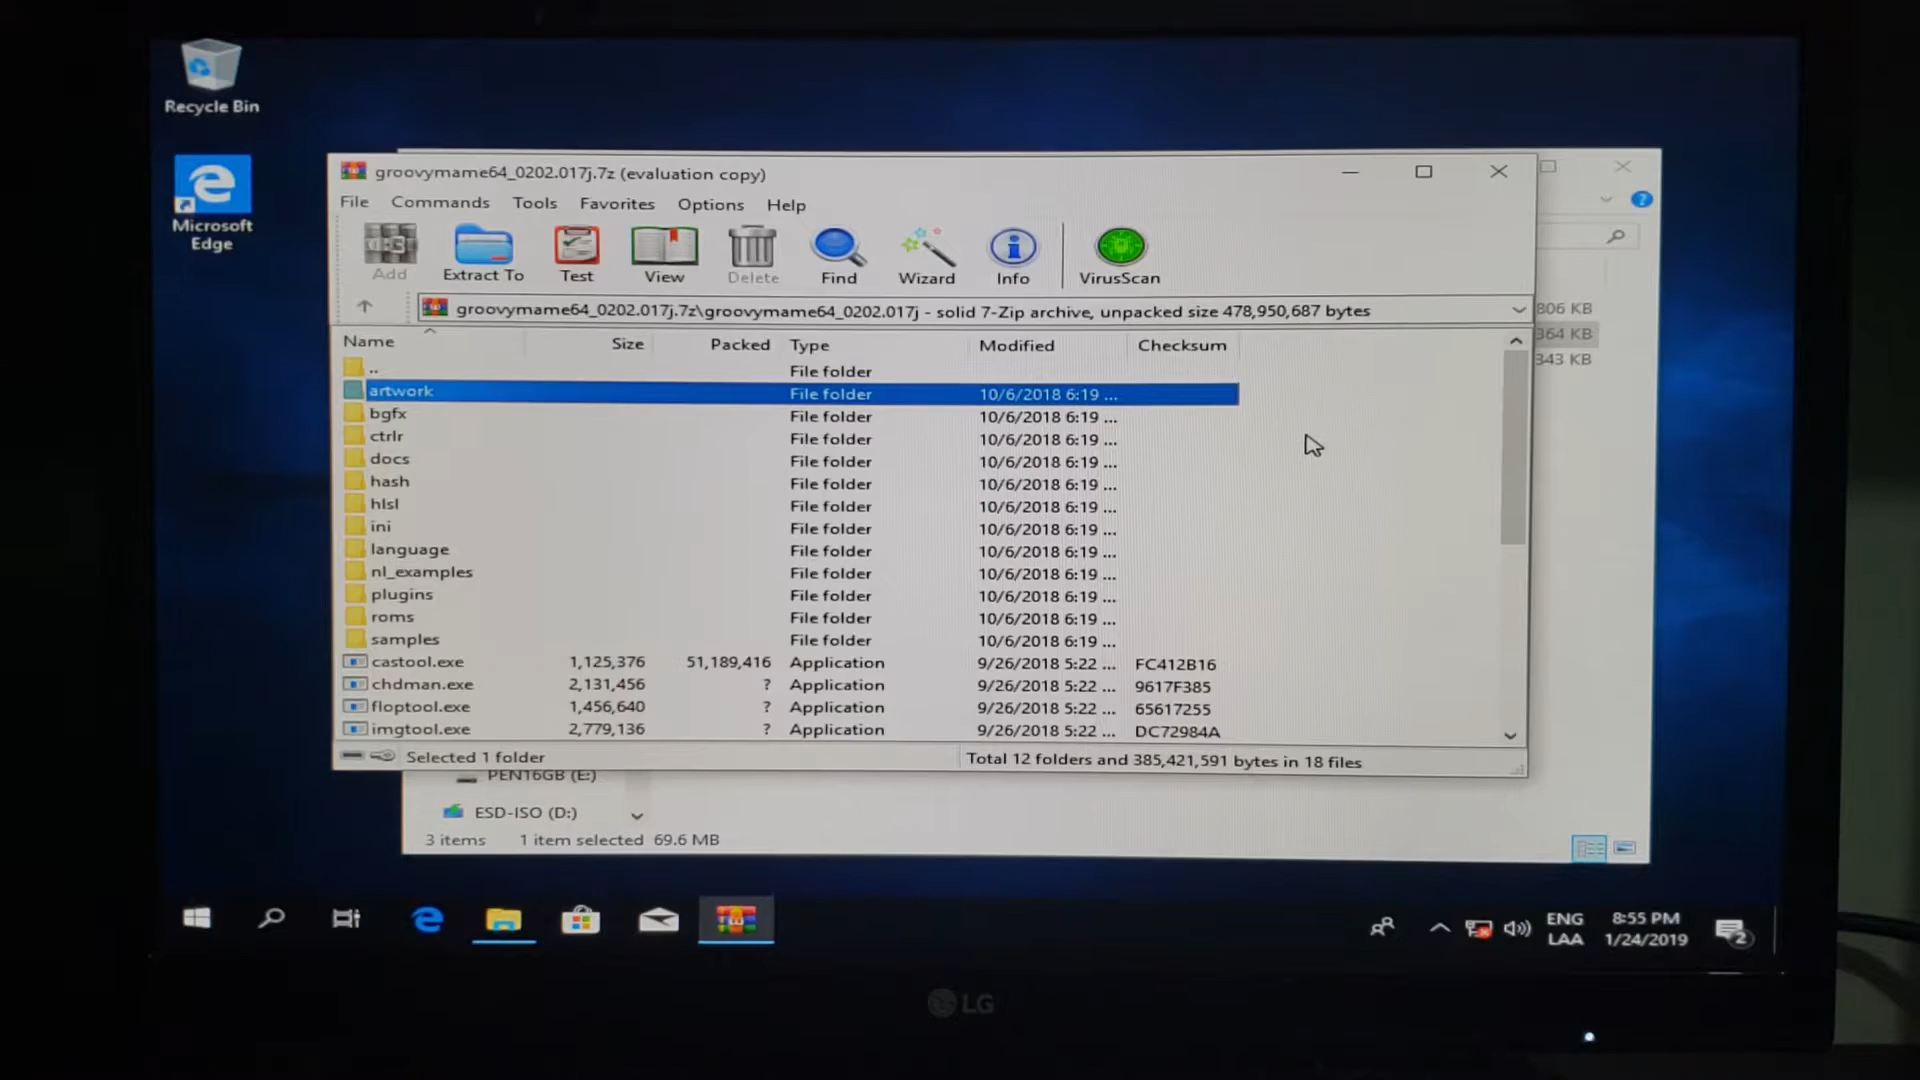 Recycle Bin
Microsoft
Edge
groovymame64_0202.017j.7z (evaluation copy)
File Commands Tools Favorites Options Help
Add Extract To Test View Delete Find Wizard Info VirusScan
groovymame64_0202.017j.7z\groovymame64_0202.017j - solid 7-Zip archive, unpacked size 478,950,687 bytes
Name Size Packed Type Modified Checksum
.. File folder
artwork File folder 10/6/2018 6:19 ...
bgfx File folder 10/6/2018 6:19 ...
ctrlr File folder 10/6/2018 6:19 ...
docs File folder 10/6/2018 6:19 ...
hash File folder 10/6/2018 6:19 ...
hlsl File folder 10/6/2018 6:19 ...
ini File folder 10/6/2018 6:19 ...
language File folder 10/6/2018 6:19 ...
nl_examples File folder 10/6/2018 6:19 ...
plugins File folder 10/6/2018 6:19 ...
roms File folder 10/6/2018 6:19 ...
samples File folder 10/6/2018 6:19 ...
castool.exe 1,125,376 51,189,416 Application 9/26/2018 5:22 ... FC412B16
chdman.exe 2,131,456 ? Application 9/26/2018 5:22 ... 9617F385
floptool.exe 1,456,640 ? Application 9/26/2018 5:22 ... 65617255
imgtool.exe 2,779,136 ? Application 9/26/2018 5:22 ... DC72984A
Selected 1 folder Total 12 folders and 385,421,591 bytes in 18 files
806 KB
364 KB
343 KB
PEN16GB (E:)
ESD-ISO (D:)
3 items 1 item selected 69.6 MB
ENG
LAA
8:55 PM
1/24/2019
2
LG